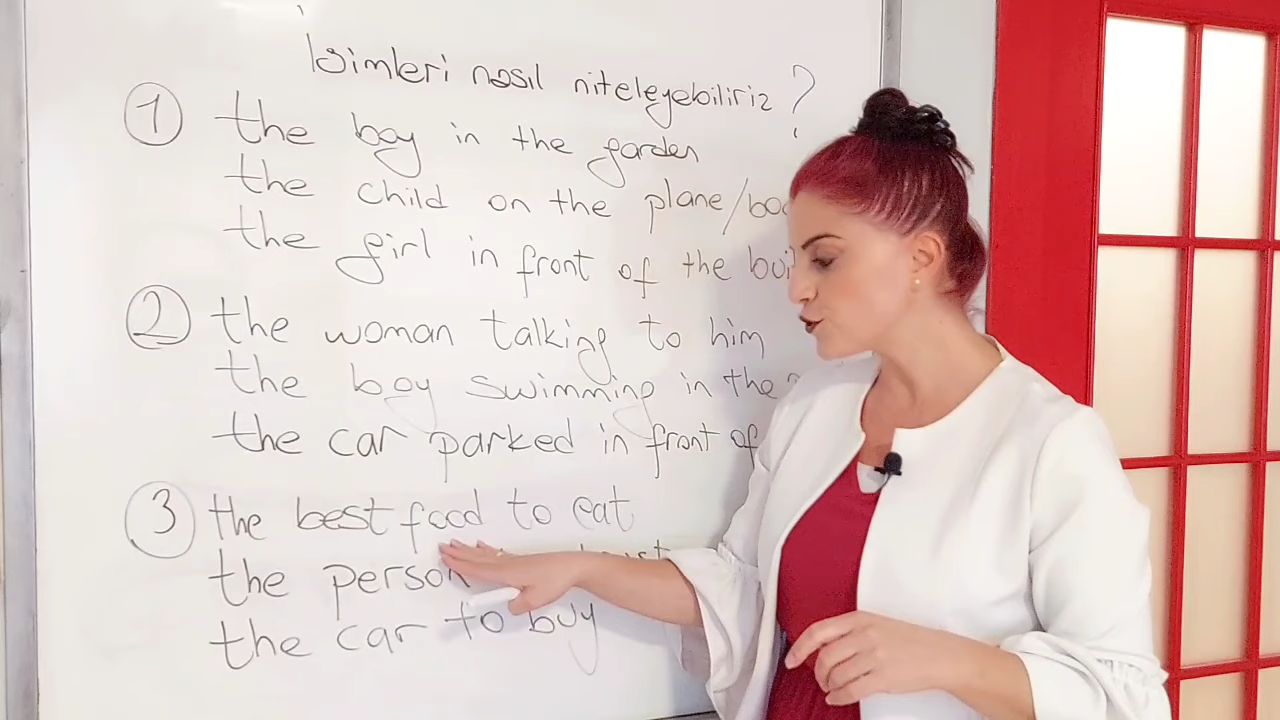 İsimleri nasıl niteleyebiliriz ?
1 the boy in the garden
the child on the plane/
the girl in front of the
2 the woman talking to him
the boy swimming in the
the car parked in front of
3 the best food to eat
the person
the car to buy